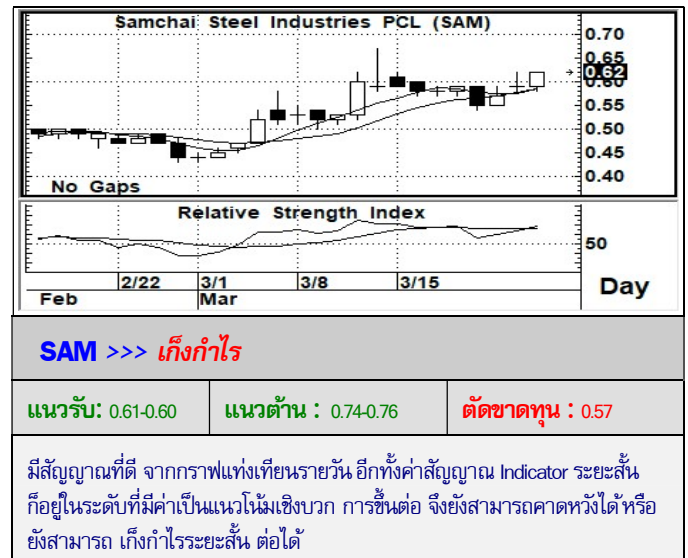 Samchai Steel Industries PCL (SAM)
0.70
0.65
0.62
0.60
0.55
0.50
0.45
0.40
No Gaps
Relative Strength Index
50
2/22 3/1 3/8 3/15
Feb Mar
Day
SAM >>> เก็งกำไร
แนวรับ: 0.61-0.60 แนวต้าน : 0.74-0.76 ตัดขาดทุน : 0.57
มีสัญญาณที่ดี จากกราฟแท่งเทียนรายวัน อีกทั้งค่าสัญญาณ Indicator ระยะสั้น
ก็อยู่ในระดับที่มีค่าเป็นแนวโน้มเชิงบวก การขึ้นต่อ จึงยังสามารถคาดหวังได้ หรือ
ยังสามารถ เก็งกำไรระยะสั้น ต่อได้